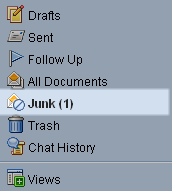 Drafts
Sent
Follow Up
All Documents
Junk (1)
Trash
Chat History
Views